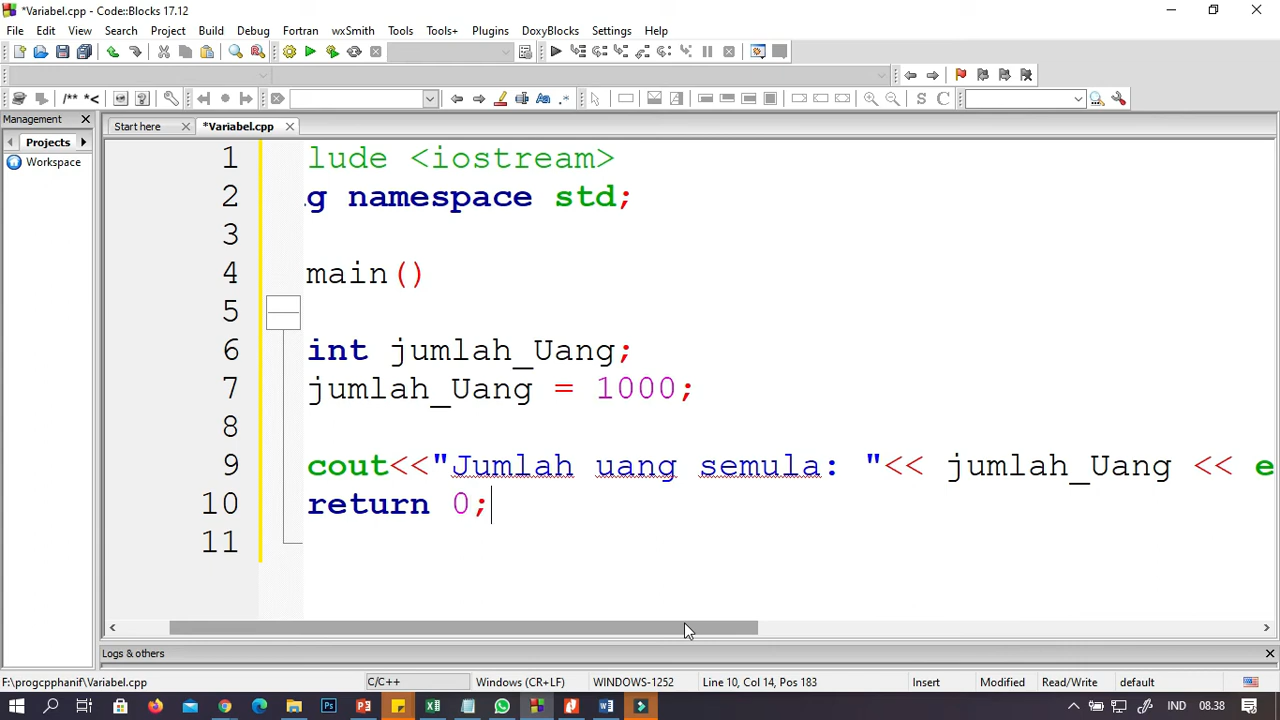 *Variabel.cpp - Code::Blocks 17.12
File Edit View Search Project Build Debug Fortran wxSmith Tools Tools+ Plugins DoxyBlocks Settings Help
/** *<
S C
Management
Start here *Variabel.cpp
Projects
Workspace
1 lude <iostream>
2 g namespace std;
3
4 main()
5
6 int jumlah_Uang;
7 jumlah_Uang = 1000;
8
9 cout<<"Jumlah uang semula: "<< jumlah_Uang << e
10 return 0;
11
Logs & others
F:\progcpphanif\Variabel.cpp C/C++ Windows (CR+LF) WINDOWS-1252 Line 10, Col 14, Pos 183 Insert Modified Read/Write default
IND 08.38